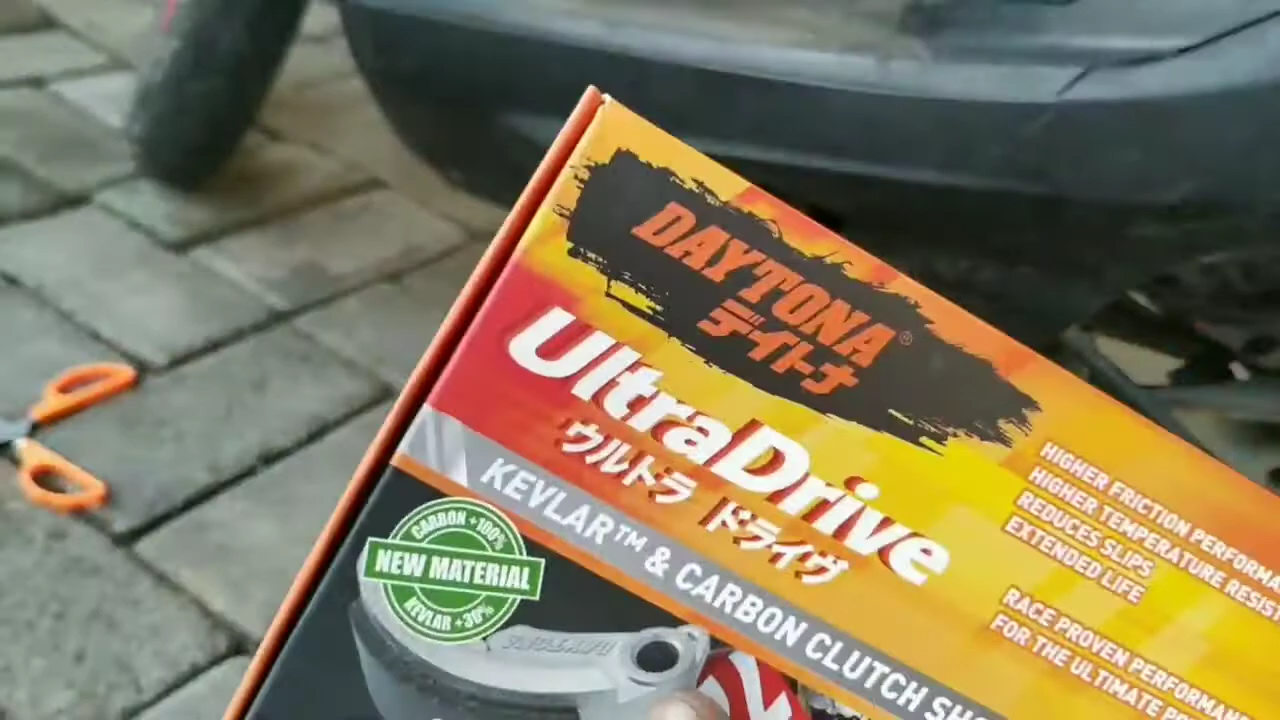 DAYTONA®
デイトナ
UltraDrive
ウルトラ ドライヴ
KEVLAR™ & CARBON CLUTCH SHO
HIGHER FRICTION PERFORMA
HIGHER TEMPERATURE RESIST
REDUCES SLIPS
EXTENDED LIFE
RACE PROVEN PERFORMAN
FOR THE ULTIMATE P
CARBON +100%
NEW MATERIAL
KEVLAR +30%
DAYTONA